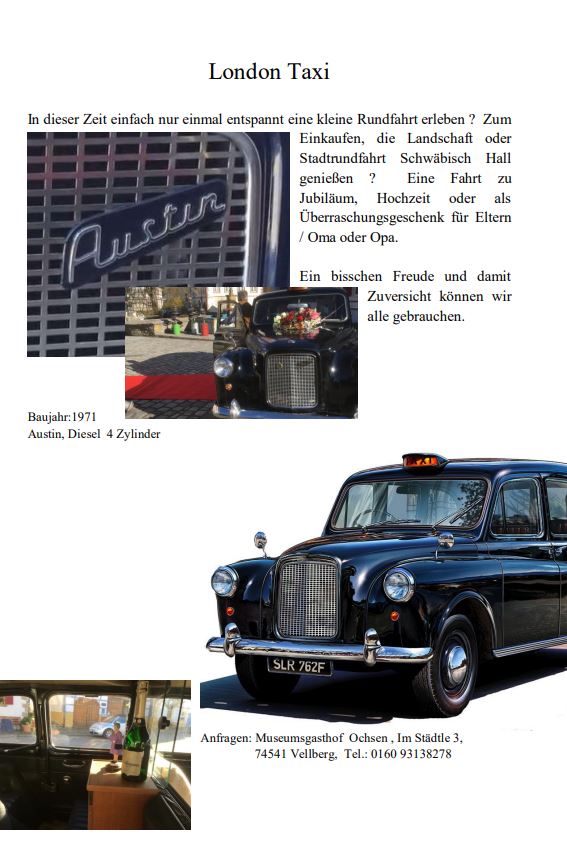 London Taxi
In dieser Zeit einfach nur einmal entspannt eine kleine Rundfahrt erleben ? Zum
Einkaufen, die Landschaft oder
Stadtrundfahrt Schwäbisch Hall
genießen ? Eine Fahrt zu
Jubiläum, Hochzeit oder als
Überraschungsgeschenk für Eltern
/ Oma oder Opa.
Austin
Ein bisschen Freude und damit
Zuversicht können wir
alle gebrauchen.
Baujahr:1971
Austin, Diesel 4 Zylinder
TAXI
SLR 762F
Anfragen: Museumsgasthof Ochsen , Im Städtle 3,
74541 Vellberg, Tel.: 0160 93138278